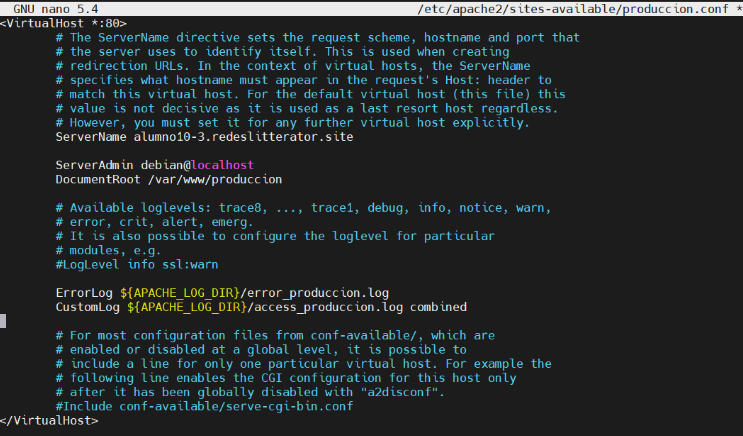 GNU nano 5.4 /etc/apache2/sites-available/produccion.conf *
<VirtualHost *:80>
# The ServerName directive sets the request scheme, hostname and port that
# the server uses to identify itself. This is used when creating
# redirection URLs. In the context of virtual hosts, the ServerName
# specifies what hostname must appear in the request's Host: header to
# match this virtual host. For the default virtual host (this file) this
# value is not decisive as it is used as a last resort host regardless.
# However, you must set it for any further virtual host explicitly.
ServerName alumno10-3.redeslitterator.site
ServerAdmin debian@localhost
DocumentRoot /var/www/produccion
# Available loglevels: trace8, ..., trace1, debug, info, notice, warn,
# error, crit, alert, emerg.
# It is also possible to configure the loglevel for particular
# modules, e.g.
#LogLevel info ssl:warn
ErrorLog ${APACHE_LOG_DIR}/error_produccion.log
CustomLog ${APACHE_LOG_DIR}/access_produccion.log combined
# For most configuration files from conf-available/, which are
# enabled or disabled at a global level, it is possible to
# include a line for only one particular virtual host. For example the
# following line enables the CGI configuration for this host only
# after it has been globally disabled with "a2disconf".
#Include conf-available/serve-cgi-bin.conf
</VirtualHost>